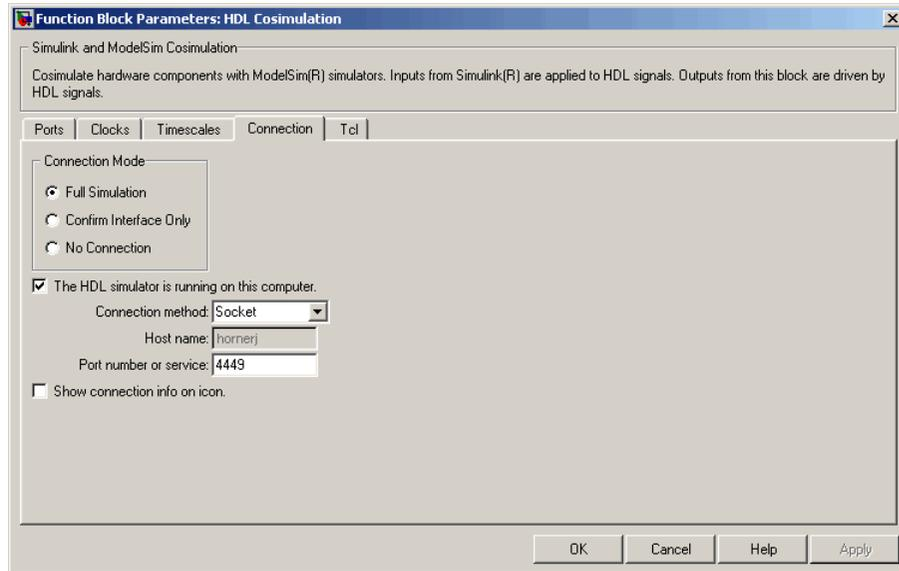 Function Block Parameters: HDL Cosimulation
Simulink and ModelSim Cosimulation
Cosimulate hardware components with ModelSim(R) simulators. Inputs from Simulink(R) are applied to HDL signals. Outputs from this block are driven by
HDL signals.
Ports Clocks Timescales Connection Tcl
Connection Mode
Full Simulation
Confirm Interface Only
No Connection
The HDL simulator is running on this computer.
Connection method: Socket
Host name: hornerj
Port number or service: 4449
Show connection info on icon.
OK Cancel Help Apply